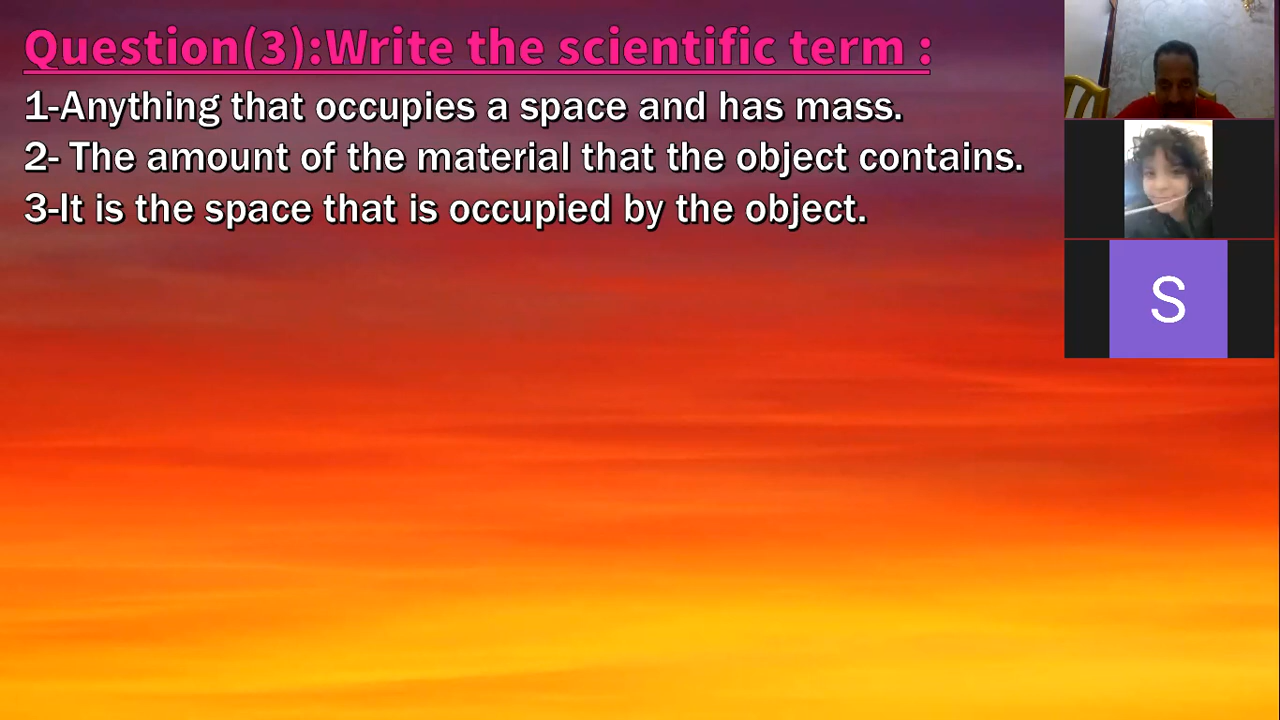 Question(3):Write the scientific term :
1-Anything that occupies a space and has mass.
2- The amount of the material that the object contains.
3-It is the space that is occupied by the object.
S